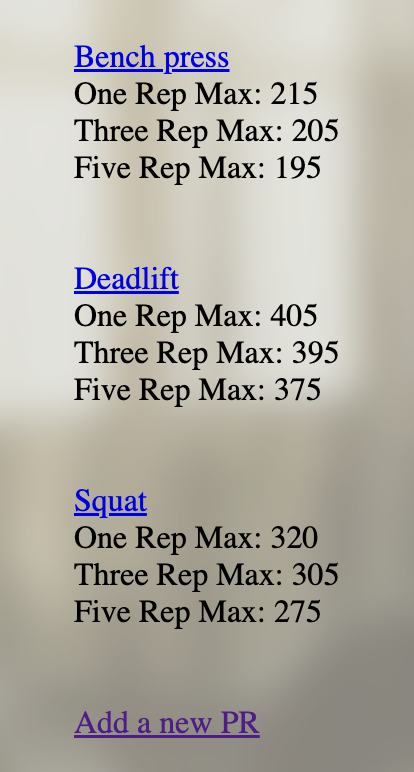 Bench press
One Rep Max: 215
Three Rep Max: 205
Five Rep Max: 195
Deadlift
One Rep Max: 405
Three Rep Max: 395
Five Rep Max: 375
Squat
One Rep Max: 320
Three Rep Max: 305
Five Rep Max: 275
Add a new PR